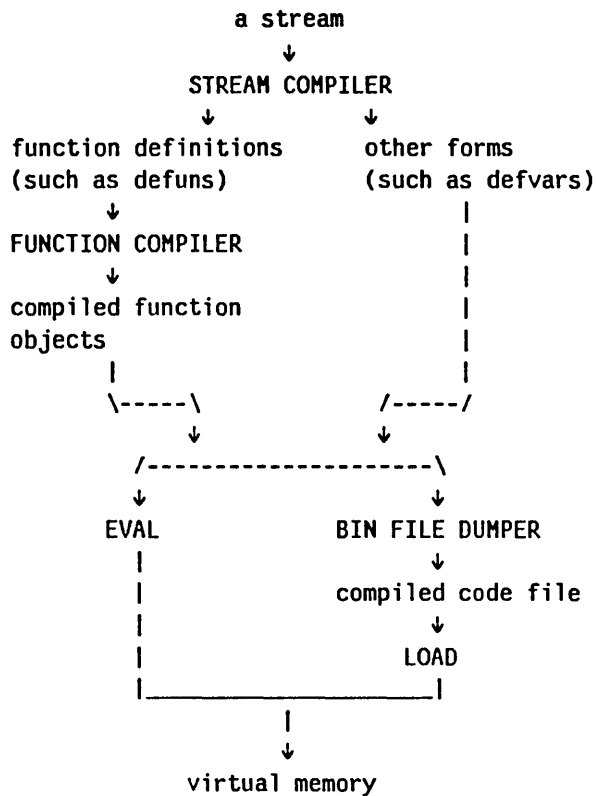 a stream
STREAM COMPILER
function definitions
(such as defuns)
other forms
(such as defvars)
FUNCTION COMPILER
compiled function
objects
EVAL
BIN FILE DUMPER
compiled code file
LOAD
virtual memory